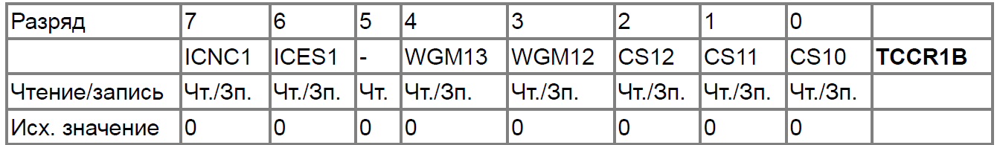 Разряд 7 6 5 4 3 2 1 0
ICNC1 ICES1 - WGM13 WGM12 CS12 CS11 CS10 TCCR1B
Чтение/запись Чт./Зп. Чт./Зп. Чт. Чт./Зп. Чт./Зп. Чт./Зп. Чт./Зп. Чт./Зп.
Исх. значение 0 0 0 0 0 0 0 0